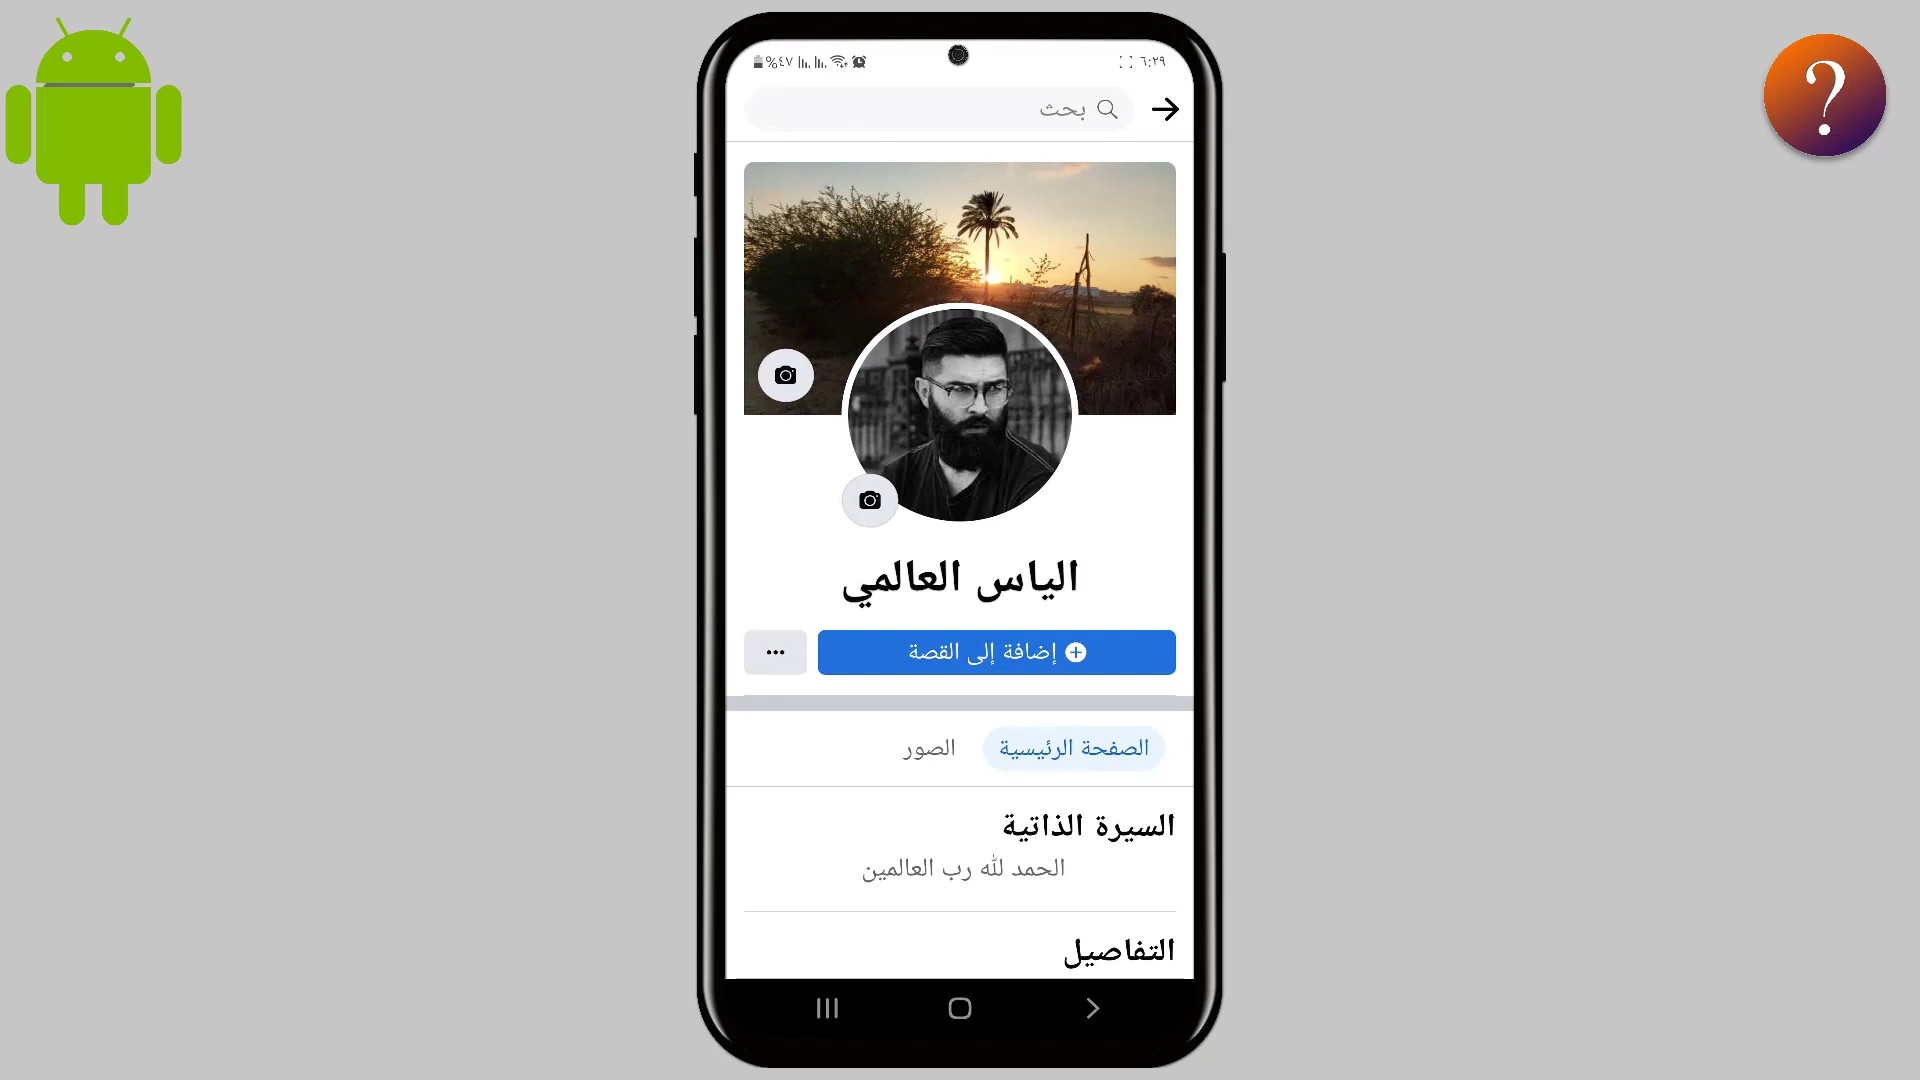 %٤٧ ٦:٢٩
?
بحث
الياس العالمي
إضافة إلى القصة
الصفحة الرئيسية الصور
السيرة الذاتية
الحمد لله رب العالمين
التفاصيل